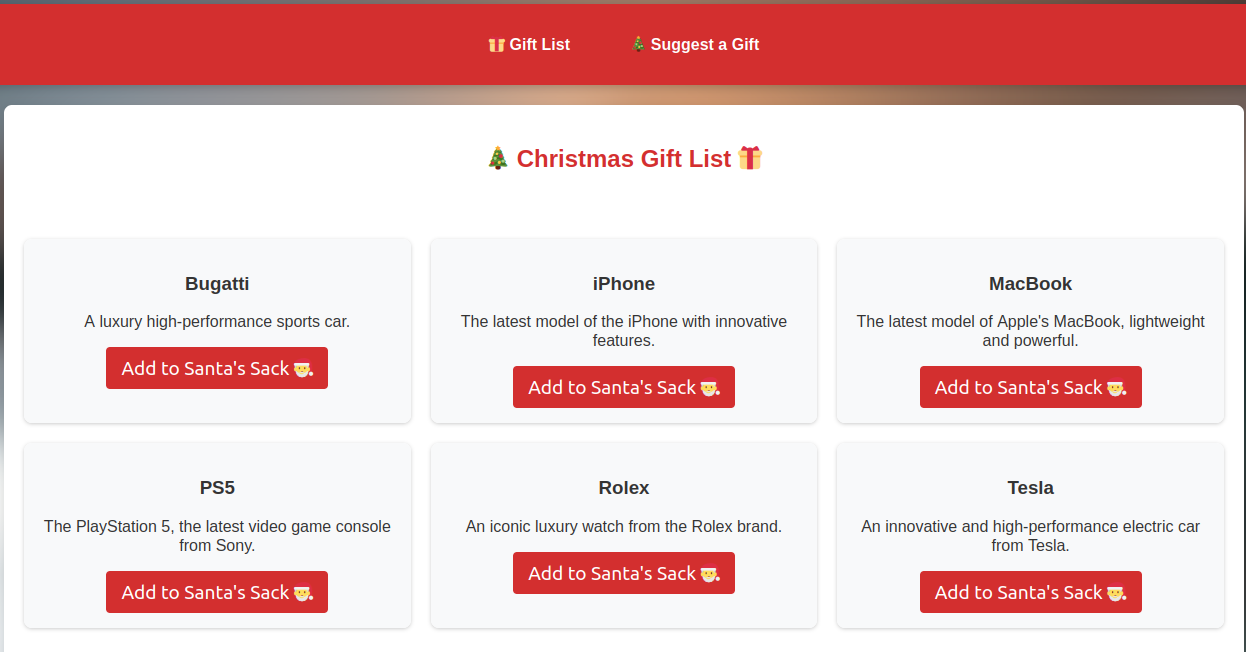 🎁 Gift List
🎄 Suggest a Gift
🎄 Christmas Gift List 🎁
Bugatti
A luxury high-performance sports car.
Add to Santa's Sack 🎅
iPhone
The latest model of the iPhone with innovative
features.
Add to Santa's Sack 🎅
MacBook
The latest model of Apple's MacBook, lightweight
and powerful.
Add to Santa's Sack 🎅
PS5
The PlayStation 5, the latest video game console
from Sony.
Add to Santa's Sack 🎅
Rolex
An iconic luxury watch from the Rolex brand.
Add to Santa's Sack 🎅
Tesla
An innovative and high-performance electric car
from Tesla.
Add to Santa's Sack 🎅